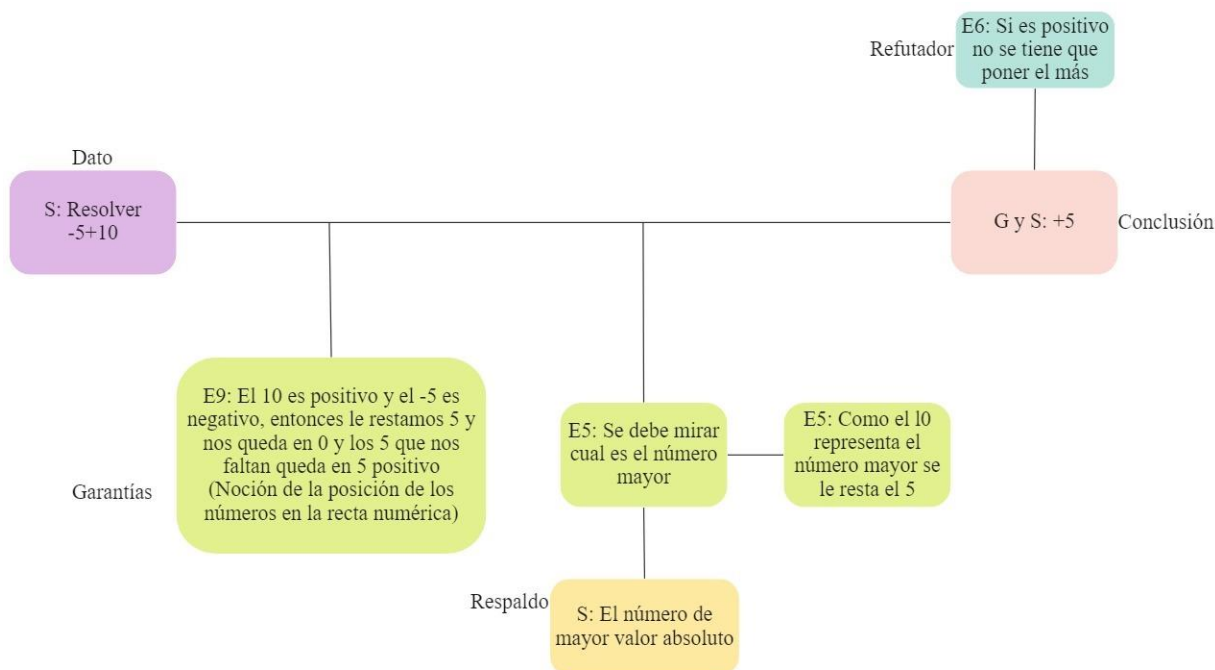 E6: Si es positivo
no se tiene que
poner el más
Refutador
Dato
S: Resolver
-5+10
G y S: +5
Conclusión
E9: El 10 es positivo y el -5 es
negativo, entonces le restamos 5 y
nos queda en 0 y los 5 que nos
faltan queda en 5 positivo
(Noción de la posición de los
números en la recta numérica)
Garantías
E5: Se debe mirar
cual es el número
mayor
E5: Como el l0
representa el
número mayor se
le resta el 5
Respaldo
S: El número de
mayor valor absoluto